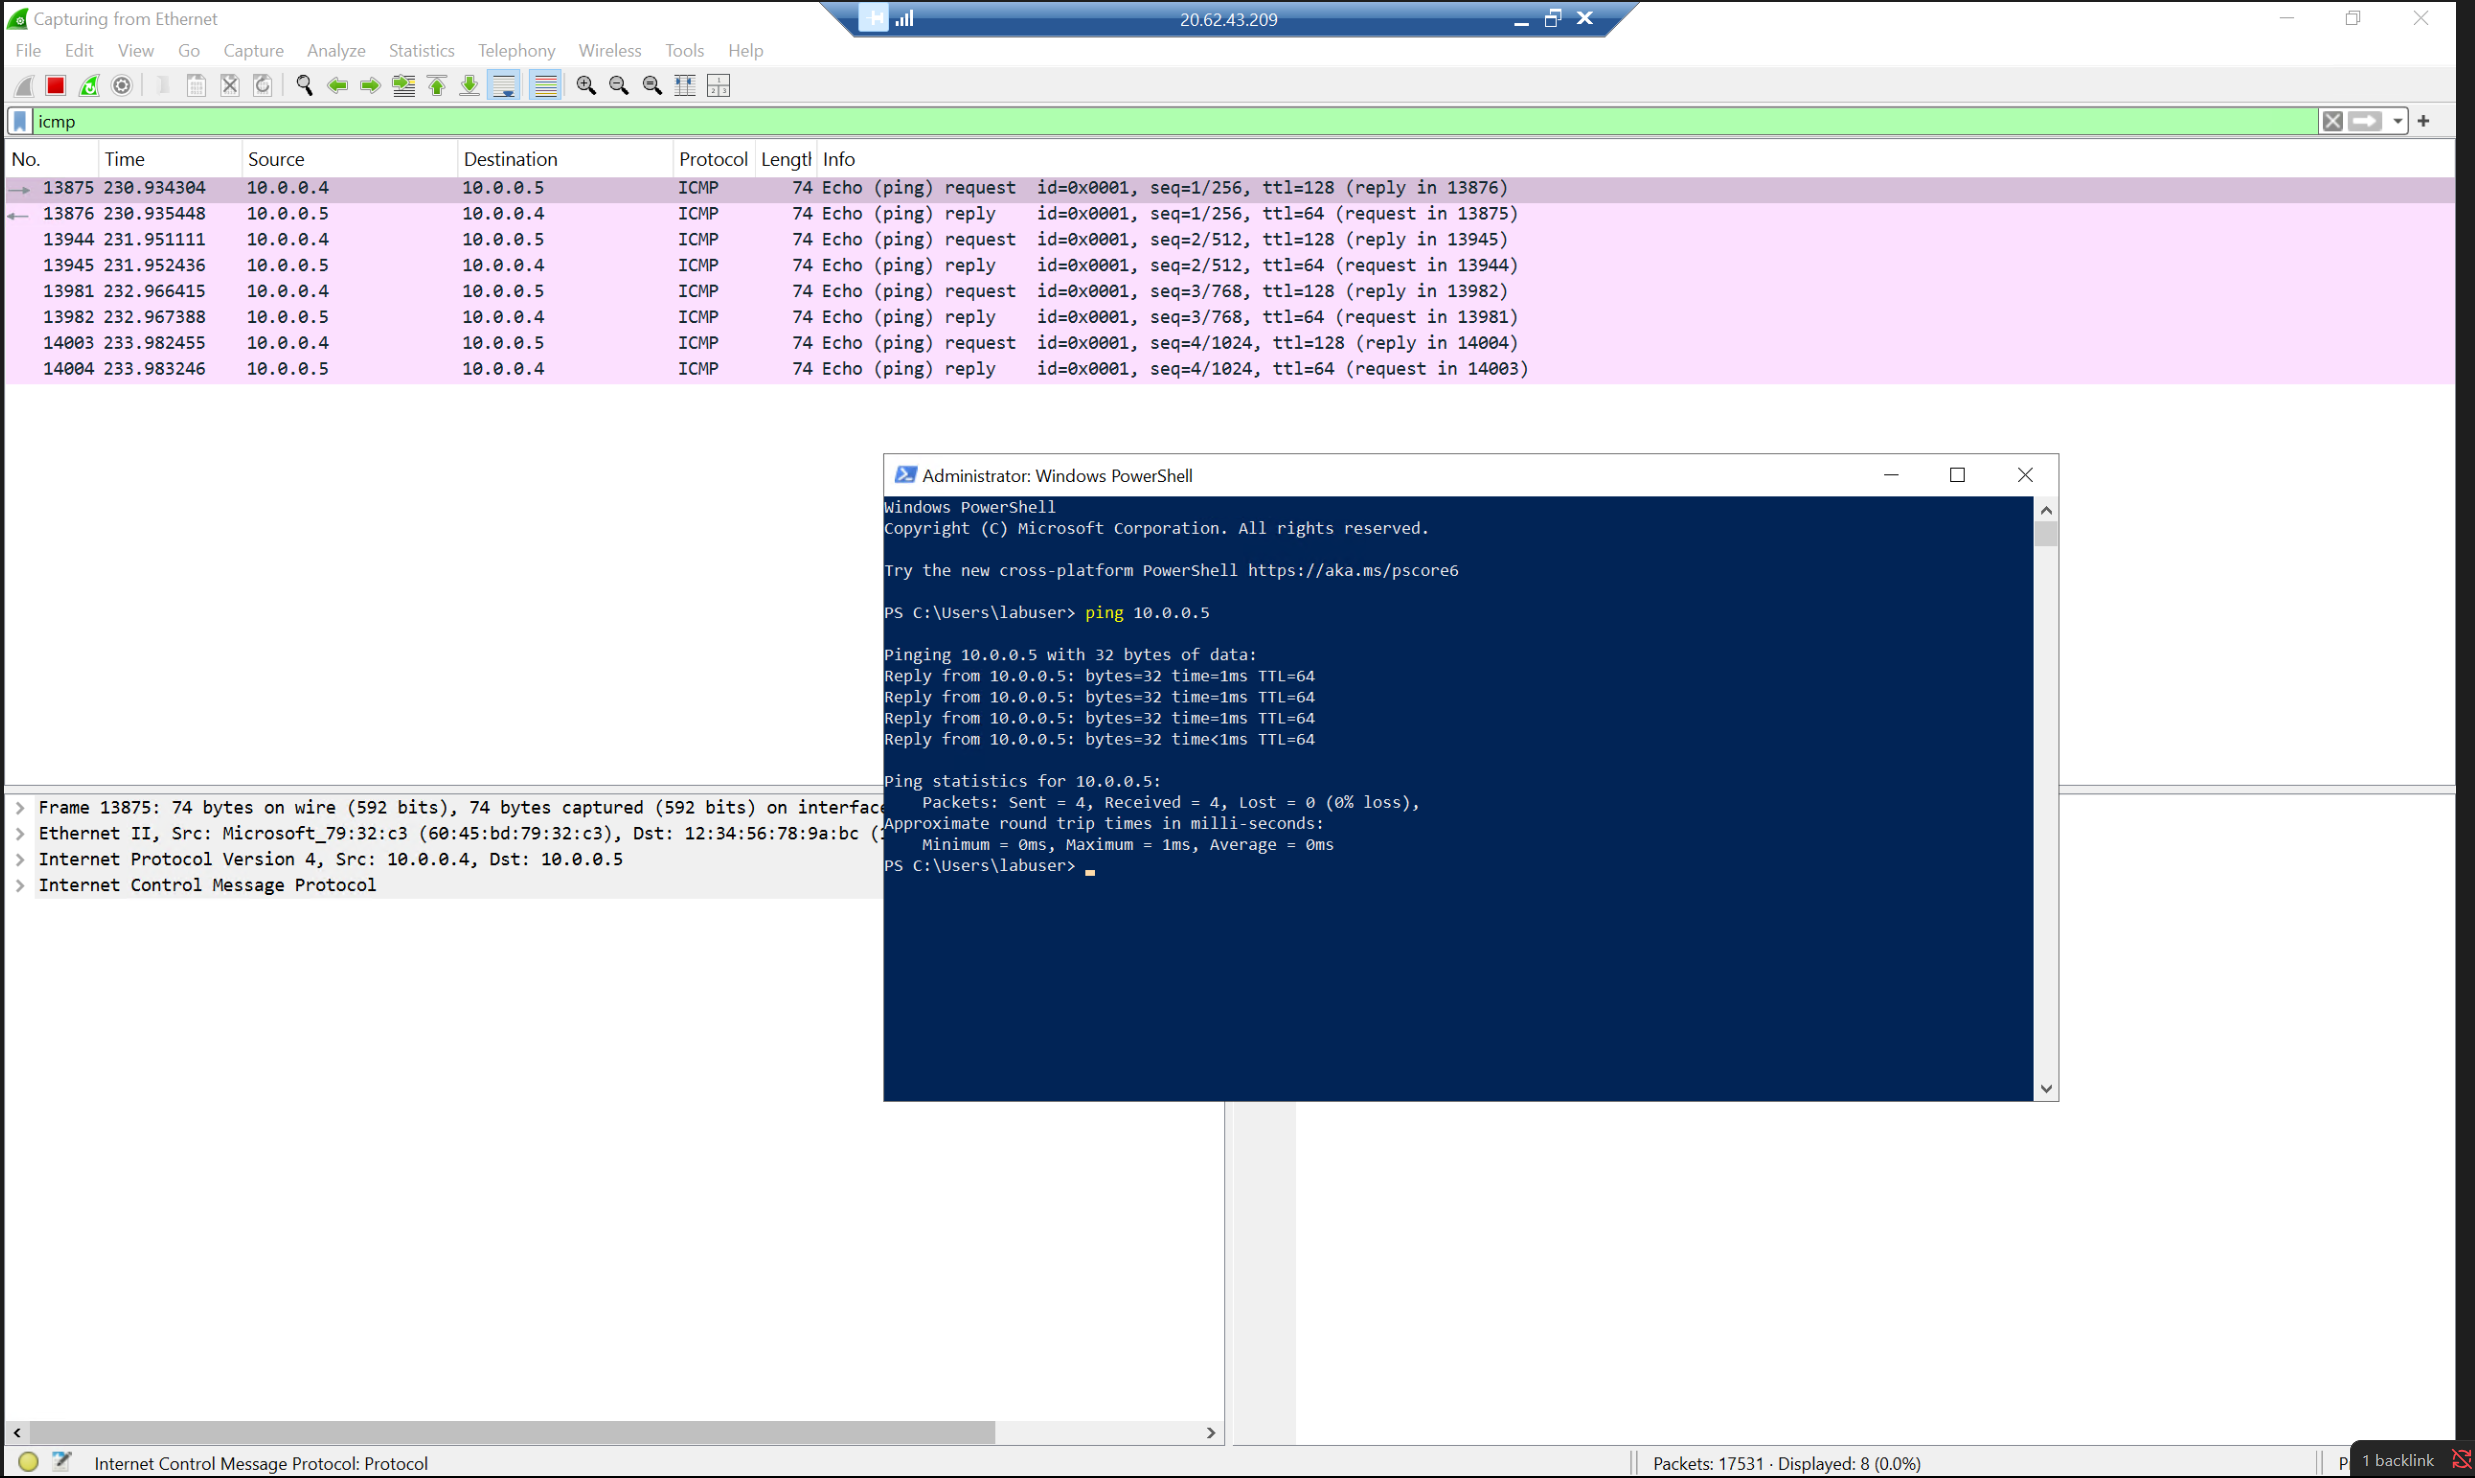 Capturing from Ethernet
20.62.43.209
File Edit View Go Capture Analyze Statistics Telephony Wireless Tools Help
icmp
No. Time Source Destination Protocol Lengtl Info
13875 230.934304 10.0.0.4 10.0.0.5 ICMP 74 Echo (ping) request id=0x0001, seq=1/256, ttl=128 (reply in 13876)
13876 230.935448 10.0.0.5 10.0.0.4 ICMP 74 Echo (ping) reply id=0x0001, seq=1/256, ttl=64 (request in 13875)
13944 231.951111 10.0.0.4 10.0.0.5 ICMP 74 Echo (ping) request id=0x0001, seq=2/512, ttl=128 (reply in 13945)
13945 231.952436 10.0.0.5 10.0.0.4 ICMP 74 Echo (ping) reply id=0x0001, seq=2/512, ttl=64 (request in 13944)
13981 232.966415 10.0.0.4 10.0.0.5 ICMP 74 Echo (ping) request id=0x0001, seq=3/768, ttl=128 (reply in 13982)
13982 232.967388 10.0.0.5 10.0.0.4 ICMP 74 Echo (ping) reply id=0x0001, seq=3/768, ttl=64 (request in 13981)
14003 233.982455 10.0.0.4 10.0.0.5 ICMP 74 Echo (ping) request id=0x0001, seq=4/1024, ttl=128 (reply in 14004)
14004 233.983246 10.0.0.5 10.0.0.4 ICMP 74 Echo (ping) reply id=0x0001, seq=4/1024, ttl=64 (request in 14003)
Administrator: Windows PowerShell
Windows PowerShell
Copyright (C) Microsoft Corporation. All rights reserved.
Try the new cross-platform PowerShell https://aka.ms/pscore6
PS C:\Users\labuser> ping 10.0.0.5
Pinging 10.0.0.5 with 32 bytes of data:
Reply from 10.0.0.5: bytes=32 time=1ms TTL=64
Reply from 10.0.0.5: bytes=32 time=1ms TTL=64
Reply from 10.0.0.5: bytes=32 time=1ms TTL=64
Reply from 10.0.0.5: bytes=32 time<1ms TTL=64
Ping statistics for 10.0.0.5:
Packets: Sent = 4, Received = 4, Lost = 0 (0% loss),
Approximate round trip times in milli-seconds:
Minimum = 0ms, Maximum = 1ms, Average = 0ms
PS C:\Users\labuser>
Frame 13875: 74 bytes on wire (592 bits), 74 bytes captured (592 bits) on interface
Ethernet II, Src: Microsoft_79:32:c3 (60:45:bd:79:32:c3), Dst: 12:34:56:78:9a:bc (
Internet Protocol Version 4, Src: 10.0.0.4, Dst: 10.0.0.5
Internet Control Message Protocol
Internet Control Message Protocol: Protocol
Packets: 17531 · Displayed: 8 (0.0%)
1 backlink